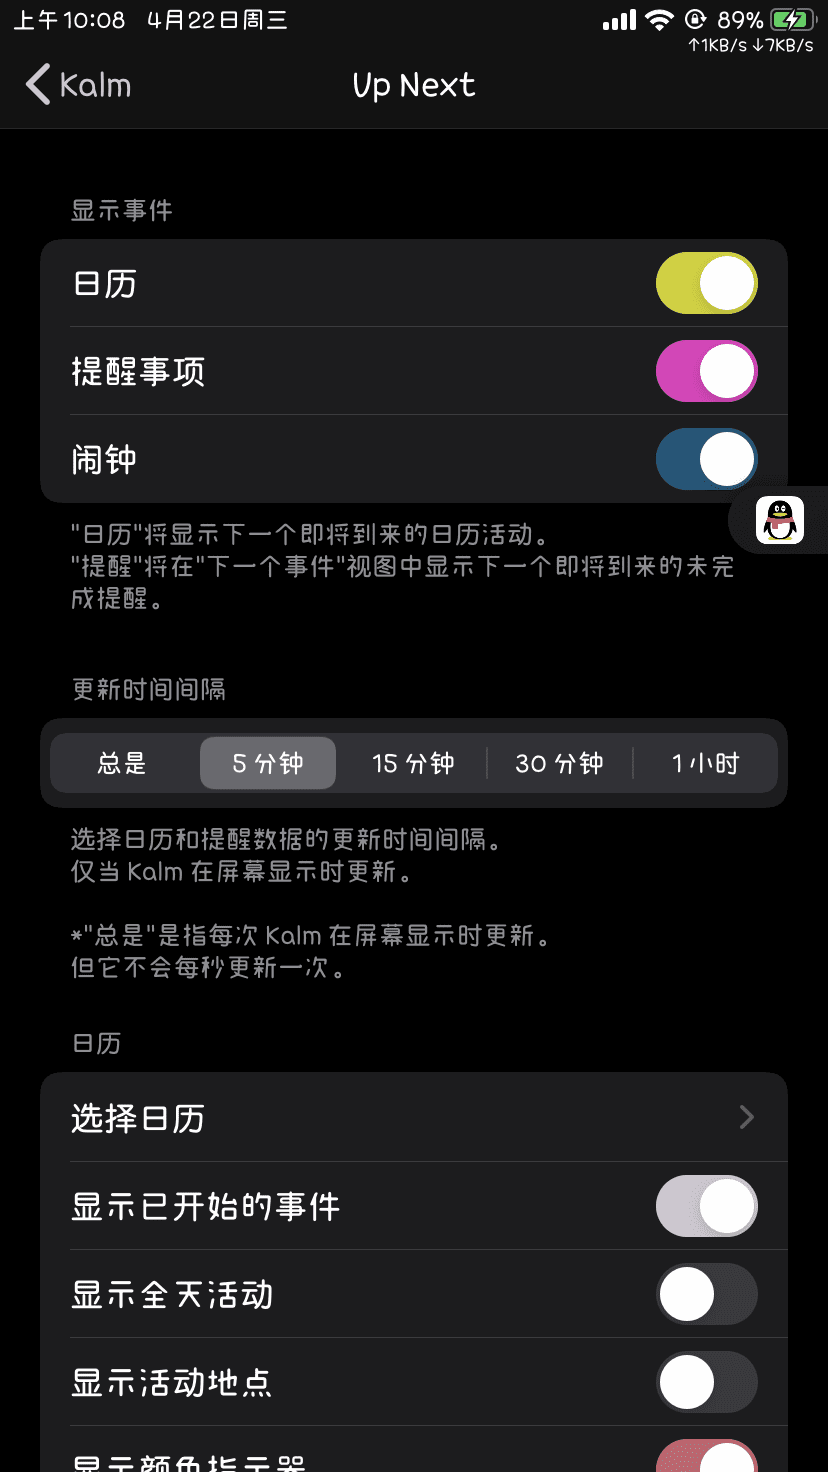 上午10:08 4月22日周三
89%
↑1KB/s ↓7KB/s
Kalm
Up Next
显示事件
日历
提醒事项
闹钟
"日历"将显示下一个即将到来的日历活动。
"提醒"将在"下一个事件"视图中显示下一个即将到来的未完
成提醒。
更新时间间隔
总是 5 分钟 15 分钟 30 分钟 1 小时
选择日历和提醒数据的更新时间间隔。
仅当 Kalm 在屏幕显示时更新。
*"总是"是指每次 Kalm 在屏幕显示时更新。
但它不会每秒更新一次。
日历
选择日历
显示已开始的事件
显示全天活动
显示活动地点
显示颜色指示器